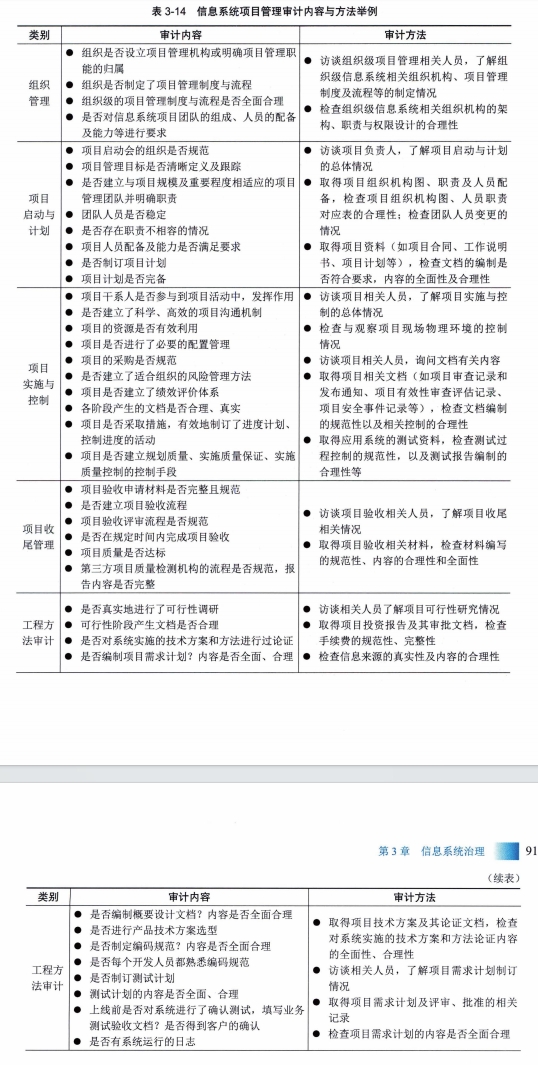 表 3-14 信息系统项目管理审计内容与方法举例
类别 审计内容 审计方法
组织
管理
● 组织是否设立项目管理机构或明确项目管理职
能的归属
● 组织是否制定了项目管理制度与流程
● 组织级的项目管理制度与流程是否全面合理
● 是否对信息系统项目团队的组成、人员的配备
及能力等进行要求
● 访谈组织级项目管理相关人员，了解组
织级信息系统相关组织机构、项目管理
制度及流程等的制定情况
● 检查组织级信息系统相关组织机构的架
构、职责与权限设计的合理性
项目
启动与
计划
● 项目启动会的组织是否规范
● 项目管理目标是否清晰定义及跟踪
● 是否建立与项目规模及重要程度相适应的项目
管理团队并明确职责
● 团队人员是否稳定
● 是否存在职责不相容的情况
● 项目人员配备及能力是否满足要求
● 是否制订项目计划
● 项目计划是否完备
● 访谈项目负责人，了解项目启动与计划
的总体情况
● 取得项目组织机构图、职责及人员配
备，检查项目组织机构图、人员职责
对应表的合理性；检查团队人员变更的
情况
● 取得项目资料（如项目合同、工作说明
书、项目计划等），检查文档的编制是
否符合要求，内容的全面性及合理性
项目
实施与
控制
● 项目干系人是否参与到项目活动中，发挥作用
● 是否建立了科学、高效的项目沟通机制
● 项目的资源是否有效利用
● 项目是否进行了必要的配置管理
● 项目的采购是否规范
● 是否建立了适合组织的风险管理方法
● 项目是否建立了绩效评价体系
● 各阶段产生的文档是否合理、真实
● 项目是否采取措施，有效地制订了进度计划、
控制进度的活动
● 项目是否建立规划质量、实施质量保证、实施
质量控制的控制手段
● 访谈项目相关人员，了解项目实施与控
制的总体情况
● 检查与观察项目现场物理环境的控制
情况
● 访谈项目相关人员，询问文档有关内容
● 取得项目相关文档（如项目审查记录和
发布通知、项目有效性审查评估记录、
项目安全事件记录等），检查文档编制
的规范性以及相关控制的合理性
● 取得应用系统的测试资料，检查测试过
程控制的规范性，以及测试报告编制的
合理性等
项目收
尾管理
● 项目验收申请材料是否完整且规范
● 是否建立项目验收流程
● 项目验收评审流程是否规范
● 是否在规定时间内完成项目验收
● 项目质量是否达标
● 第三方项目质量检测机构的流程是否规范，报
告内容是否完整
● 访谈项目验收相关人员，了解项目收尾
相关情况
● 取得项目验收相关材料，检查材料编写
的规范性、内容的合理性和全面性
工程方
法审计
● 是否真实地进行了可行性调研
● 可行性阶段产生文档是否合理
● 是否对系统实施的技术方案和方法进行过论证
● 是否编制项目需求计划？内容是否全面、合理
● 访谈相关人员了解项目可行性研究情况
● 取得项目投资报告及其审批文档，检查
手续费的规范性、完整性
● 检查信息来源的真实性及内容的合理性
第 3 章 信息系统治理 91
（续表）
类别 审计内容 审计方法
工程方
法审计
● 是否编制概要设计文档？内容是否全面合理
● 是否进行产品技术方案选型
● 是否制定编码规范？内容是否全面合理
● 是否每个开发人员都熟悉编码规范
● 是否制订测试计划
● 测试计划的内容是否全面、合理
● 上线前是否对系统进行了确认测试，填写业务
测试验收文档？是否得到客户的确认
● 是否有系统运行的日志
● 取得项目技术方案及其论证文档，检查
对系统实施的技术方案和方法论证内容
的全面性、合理性
● 访谈相关人员，了解项目需求计划制订
情况
● 取得项目需求计划及评审、批准的相关
记录
● 检查项目需求计划的内容是否全面合理